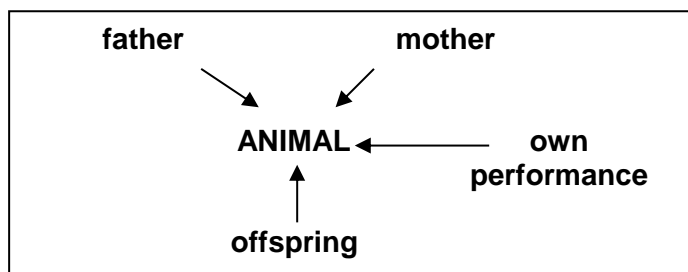 father mother
ANIMAL own
performance
offspring